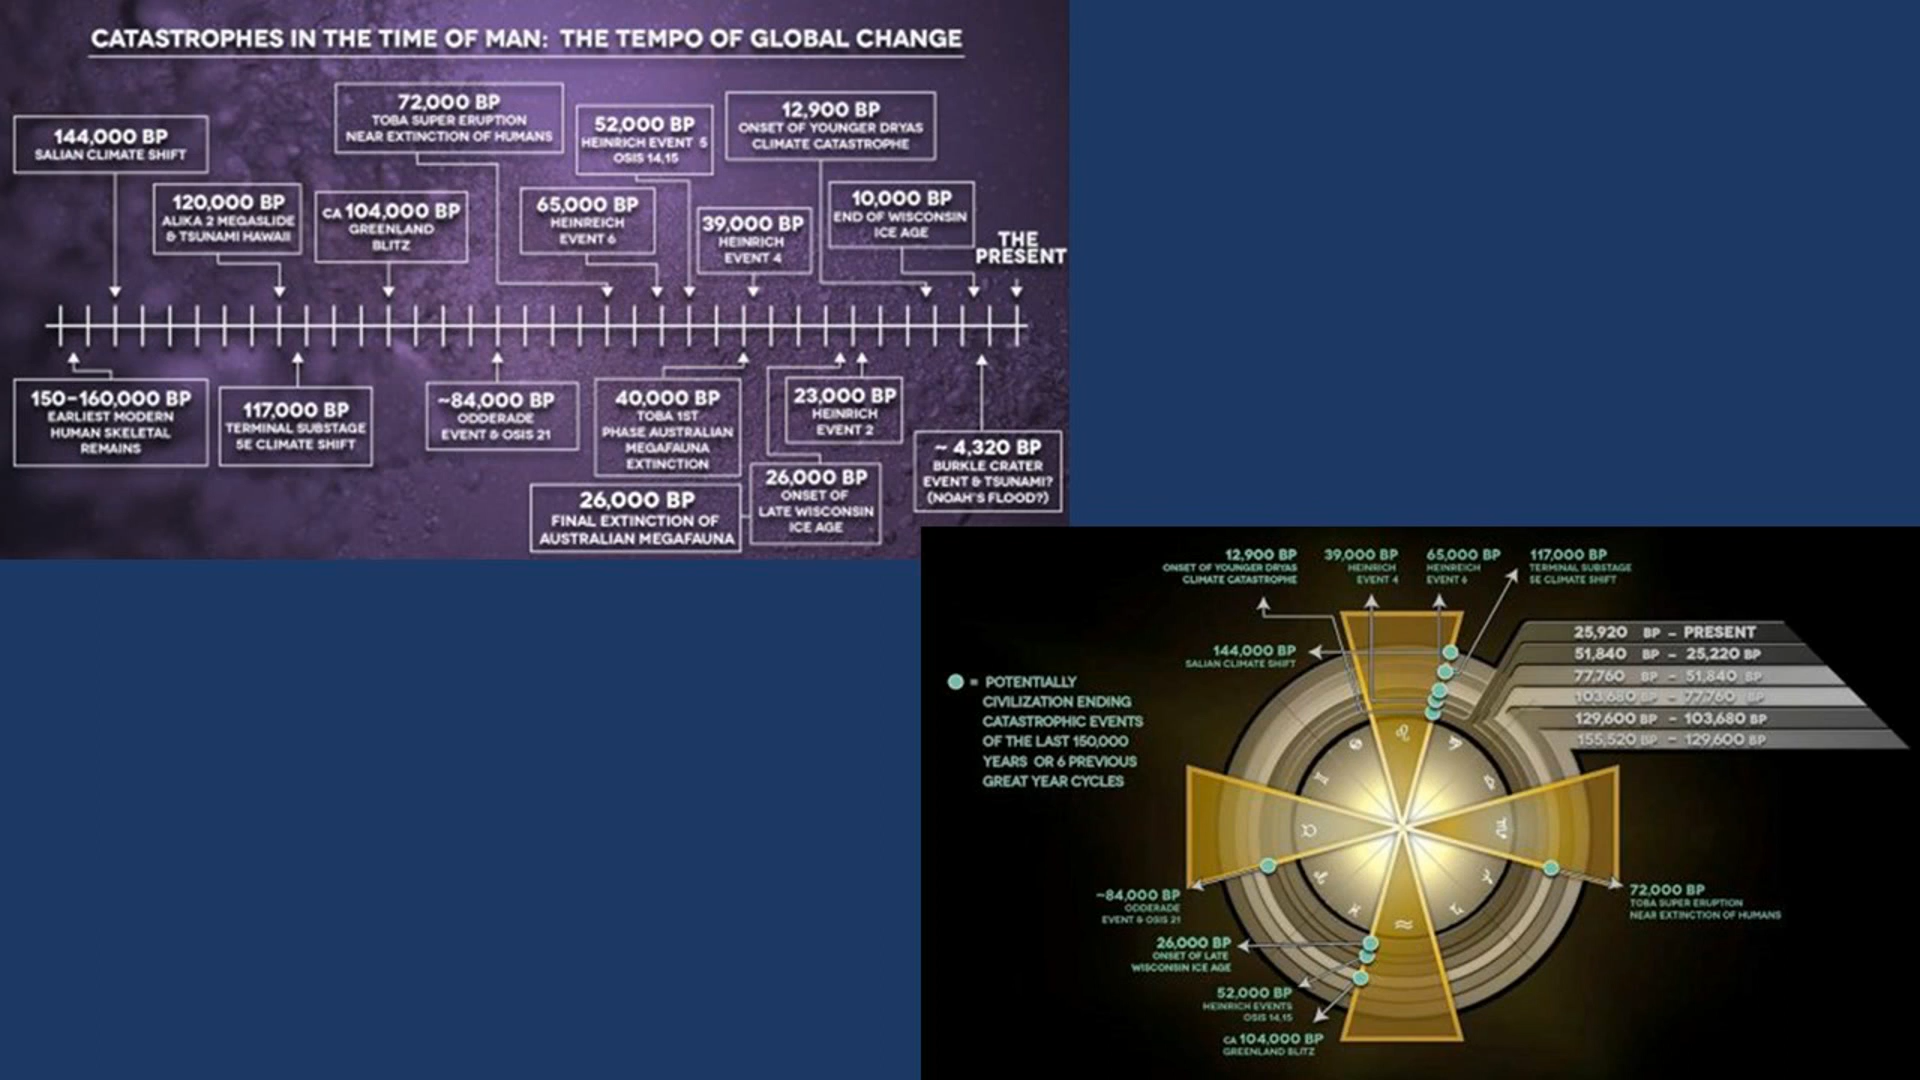 CATASTROPHES IN THE TIME OF MAN: THE TEMPO OF GLOBAL CHANGE
144,000 BP
SALIAN CLIMATE SHIFT
120,000 BP
ALIKA 2 MEGASLIDE
& TSUNAMI HAWAII
CA 104,000 BP
GREENLAND
BLITZ
72,000 BP
TOBA SUPER ERUPTION
NEAR EXTINCTION OF HUMANS
65,000 BP
HEINREICH
EVENT 6
52,000 BP
HEINRICH EVENT 5
OSIS 14,15
39,000 BP
HEINRICH
EVENT 4
12,900 BP
ONSET OF YOUNGER DRYAS
CLIMATE CATASTROPHE
10,000 BP
END OF WISCONSIN
ICE AGE
THE
PRESENT
150-160,000 BP
EARLIEST MODERN
HUMAN SKELETAL
REMAINS
117,000 BP
TERMINAL SUBSTAGE
5E CLIMATE SHIFT
~84,000 BP
ODDERADE
EVENT & OSIS 21
40,000 BP
TOBA 1ST
PHASE AUSTRALIAN
MEGAFAUNA
EXTINCTION
26,000 BP
FINAL EXTINCTION OF
AUSTRALIAN MEGAFAUNA
26,000 BP
ONSET OF
LATE WISCONSIN
ICE AGE
23,000 BP
HEINRICH
EVENT 2
~ 4,320 BP
BURKLE CRATER
EVENT & TSUNAMI?
(NOAH'S FLOOD?)
12,900 BP
ONSET OF YOUNGER DRYAS
CLIMATE CATASTROPHE
39,000 BP
HEINRICH
EVENT 4
65,000 BP
HEINREICH
EVENT 6
117,000 BP
TERMINAL SUBSTAGE
5E CLIMATE SHIFT
144,000 BP
SALIAN CLIMATE SHIFT
25,920 BP - PRESENT
51,840 BP - 25,220 BP
77,760 BP - 51,840 BP
103,680 BP - 77,760 BP
129,600 BP - 103,680 BP
155,520 BP - 129,600 BP
= POTENTIALLY
CIVILIZATION ENDING
CATASTROPHIC EVENTS
OF THE LAST 150,000
YEARS OR 6 PREVIOUS
GREAT YEAR CYCLES
♌
♋
♍
♊
♎
♉
♏
♈
♐
♓
♑
♒
~84,000 BP
ODDERADE
EVENT & OSIS 21
72,000 BP
TOBA SUPER ERUPTION
NEAR EXTINCTION OF HUMANS
26,000 BP
ONSET OF LATE
WISCONSIN ICE AGE
52,000 BP
HEINRICH EVENTS
OSIS 14,15
CA 104,000 BP
GREENLAND BLITZ